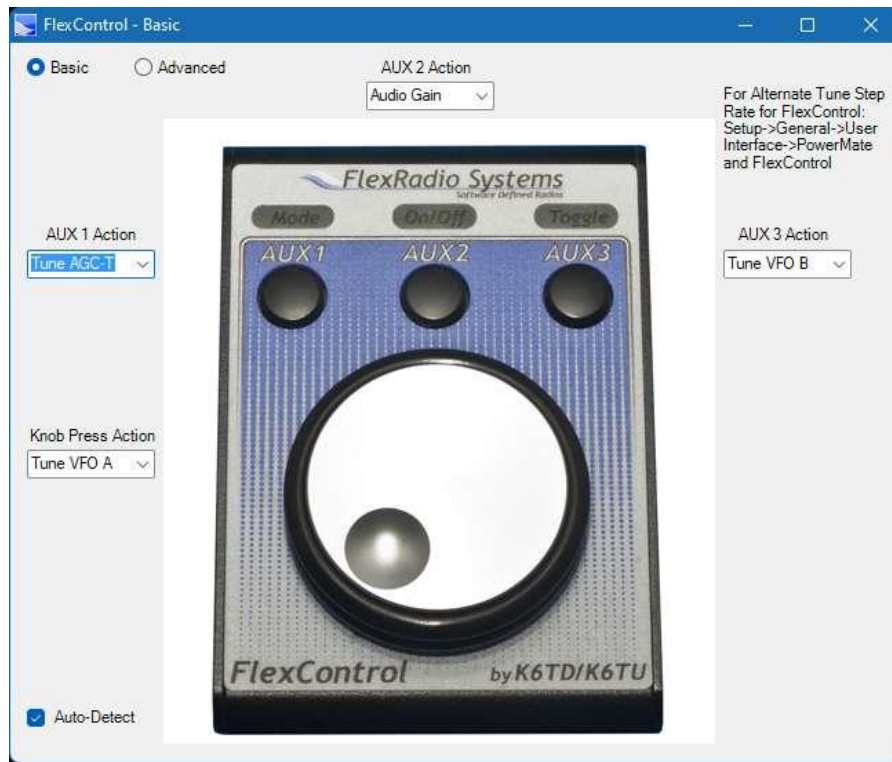 FlexControl - Basic
Basic
Advanced
AUX 2 Action
Audio Gain
For Alternate Tune Step
Rate for FlexControl:
Setup->General->User
Interface->PowerMate
and FlexControl
FlexRadio Systems
Software Defined Radios
Mode
On/Off
Toggle
AUX 1 Action
Tune AGC-T
AUX1
AUX2
AUX3
AUX 3 Action
Tune VFO B
Knob Press Action
Tune VFO A
FlexControl
by K6TD/K6TU
Auto-Detect